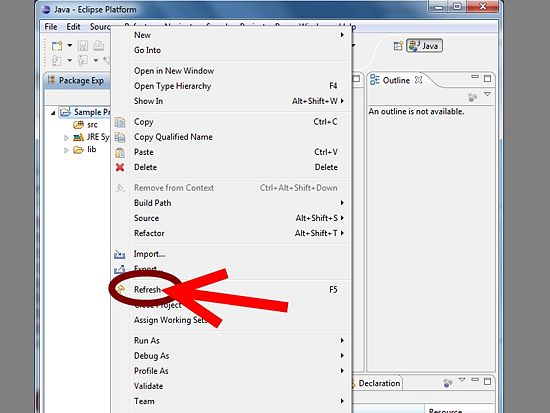 Java - Eclipse Platform
File Edit
Java
Package Exp
Outline
Sample Pr
An outline is not available.
src
JRE Sy
lib
New
Go Into
Open in New Window
Open Type Hierarchy F4
Show In Alt+Shift+W
Copy Ctrl+C
Copy Qualified Name
Paste Ctrl+V
Delete Delete
Remove from Context Ctrl+Alt+Shift+Down
Build Path
Source Alt+Shift+S
Refactor Alt+Shift+T
Import...
Export...
Refresh F5
Close Project
Assign Working Sets
Run As
Debug As
Profile As
Validate
Team
Declaration
Resource